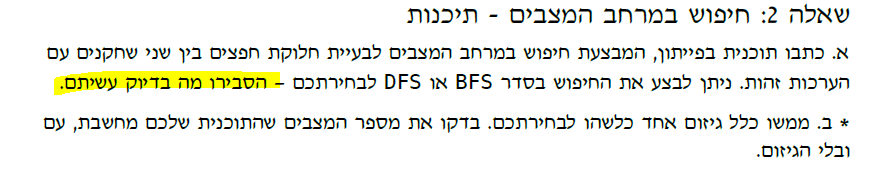 שאלה 2: חיפוש במרחב המצבים - תיכנות
א. כתבו תוכנית בפייתון, המבצעת חיפוש במרחב המצבים לבעיית חלוקת חפצים בין שני שחקנים עם
הערכות זהות. ניתן לבצע את החיפוש בסדר BFS או DFS לבחירתכם – הסבירו מה בדיוק עשיתם.
* ב. ממשו כלל גיזום אחד כלשהו לבחירתכם. בדקו את מספר המצבים שהתוכנית שלכם מחשבת, עם
ובלי הגיזום.